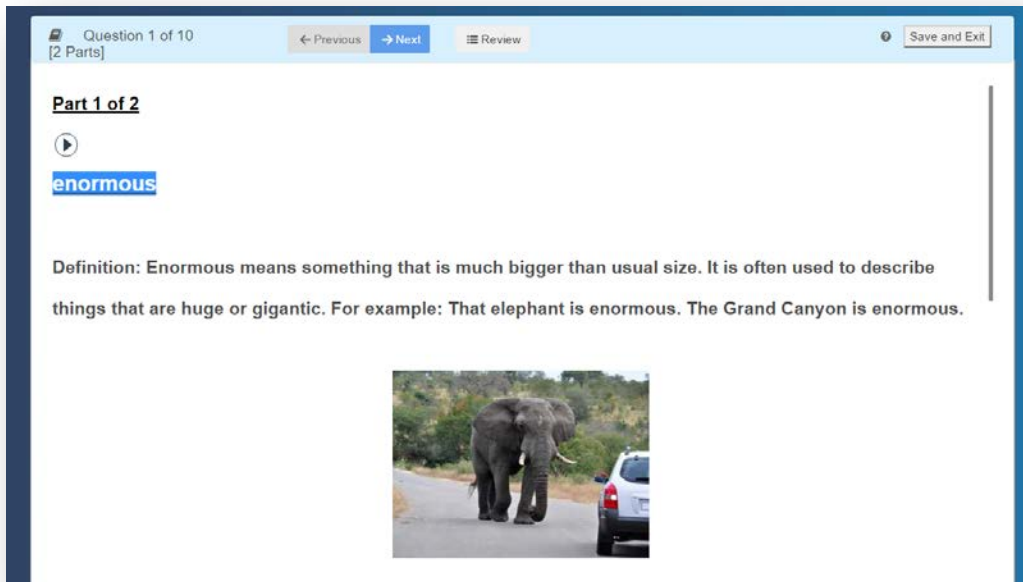 Question 1 of 10
[2 Parts]
Previous
Next
Review
Save and Exit
Part 1 of 2
enormous
Definition: Enormous means something that is much bigger than usual size. It is often used to describe
things that are huge or gigantic. For example: That elephant is enormous. The Grand Canyon is enormous.